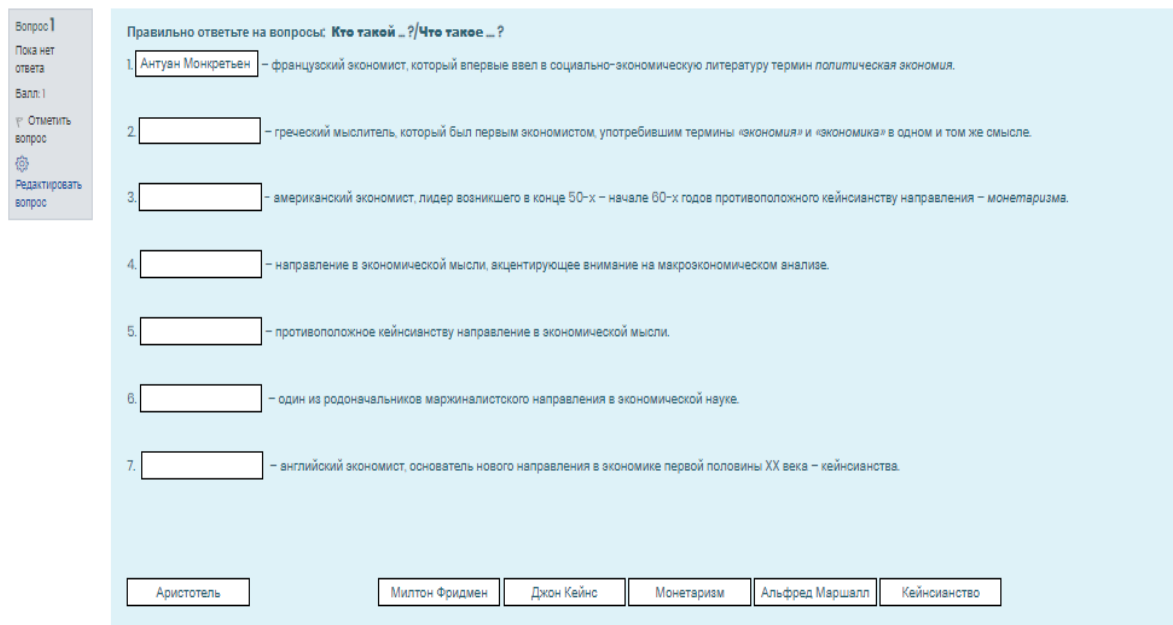 Вопрос 1
Пока нет
ответа
Балл: 1
Отметить
вопрос
Редактировать
вопрос
Правильно ответьте на вопросы: Кто такой ... ?/Что такое ... ?
1. Антуан Монкретьен – французский экономист, который впервые ввел в социально-экономическую литературу термин политическая экономия.
2. – греческий мыслитель, который был первым экономистом, употребившим термины «экономия» и «экономика» в одном и том же смысле.
3. - американский экономист, лидер возникшего в конце 50-х – начале 60-х годов противоположного кейнсианству направления – монетаризма.
4. – направление в экономической мысли, акцентирующее внимание на макроэкономическом анализе.
5. – противоположное кейнсианству направление в экономической мысли.
6. – один из родоначальников маржиналистского направления в экономической науке.
7. – английский экономист, основатель нового направления в экономике первой половины XX века – кейнсианства.
Аристотель Милтон Фридмен Джон Кейнс Монетаризм Альфред Маршалл Кейнсианство